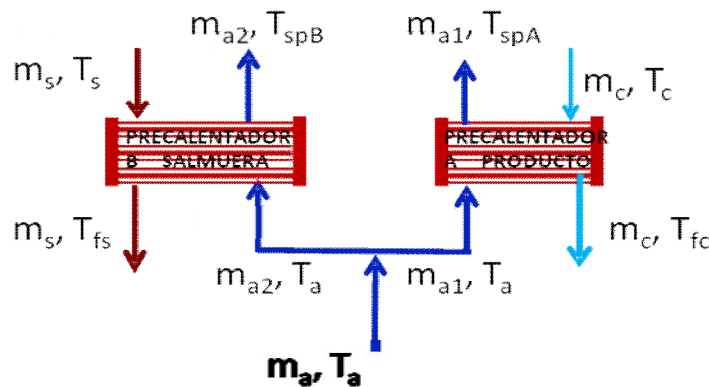 m_a2, T_spB m_a1, T_spA
m_s, T_s m_c, T_c
PRECALENTADOR PRECALENTADOR
B SALMUERA A PRODUCTO
m_s, T_fs m_c, T_fc
m_a2, T_a m_a1, T_a
m_a, T_a